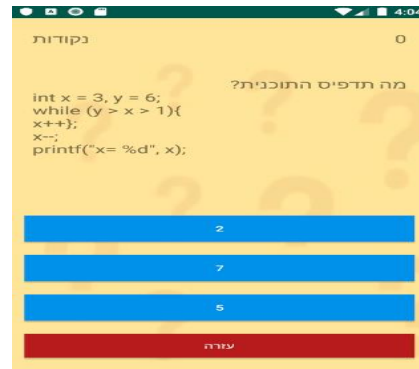 4:04
נקודות 0
מה תדפיס התוכנית?
int x = 3, y = 6;
while (y > x > 1){
x++};
x--;
printf("x= %d", x);
2
7
5
עזרה